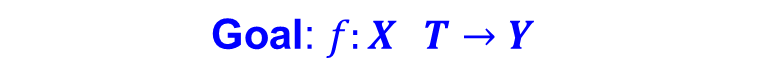 Goal: f: X T → Y